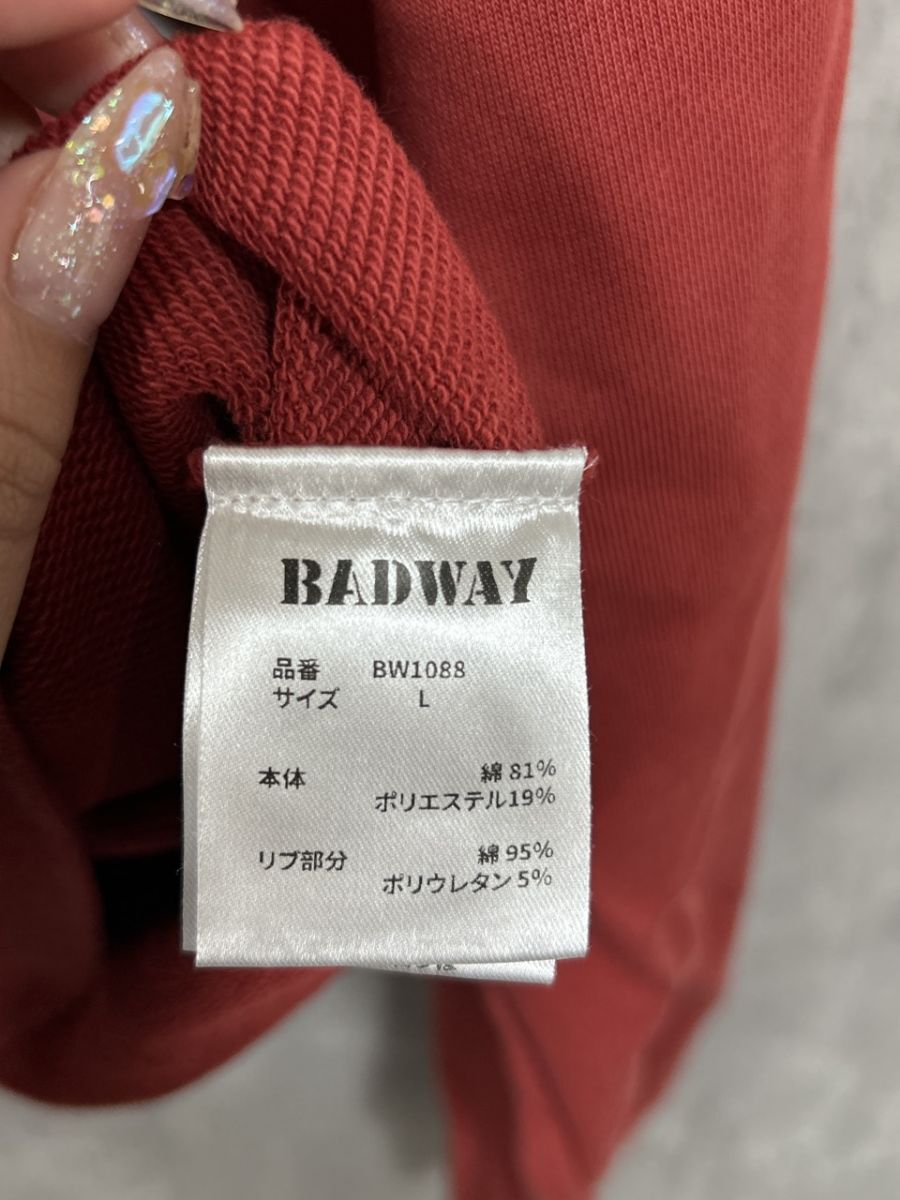 BADWAY
品番 BW1088
サイズ L
本体 綿 81%
ポリエステル19%
リブ部分 綿 95%
ポリウレタン 5%